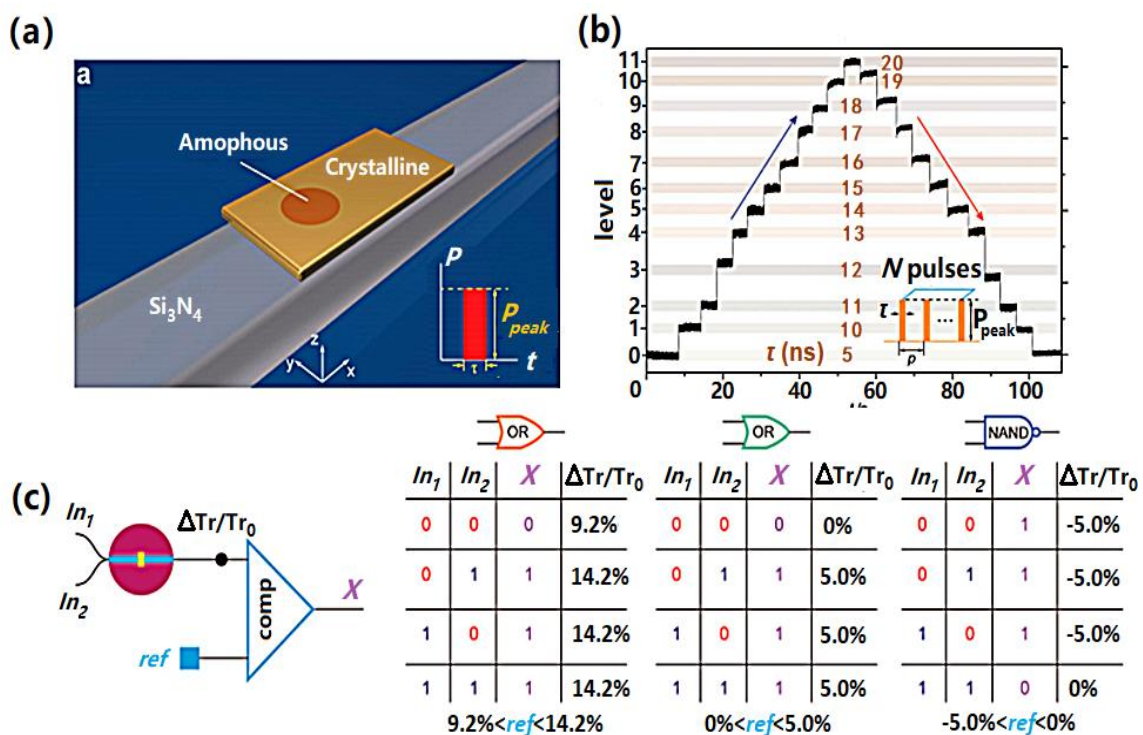 (a)
a
Amophous
Crystalline
Si3N4
P
Ppeak
τ
t
z
y
x
(b)
level
11
10
9
8
7
6
5
4
3
2
1
0
20
19
18
17
16
15
14
13
12
11
10
τ (ns) 5
N pulses
τ
...
Ppeak
p
0 20 40 60 80 100
(c)
In1
In2
ΔTr/Tr0
comp
X
ref
OR
In1 In2 X ΔTr/Tr0
0 0 0 9.2%
0 1 1 14.2%
1 0 1 14.2%
1 1 1 14.2%
9.2%<ref<14.2%
OR
In1 In2 X ΔTr/Tr0
0 0 0 0%
0 1 1 5.0%
1 0 1 5.0%
1 1 1 5.0%
0%<ref<5.0%
NAND
In1 In2 X ΔTr/Tr0
0 0 1 -5.0%
0 1 1 -5.0%
1 0 1 -5.0%
1 1 0 0%
-5.0%<ref<0%